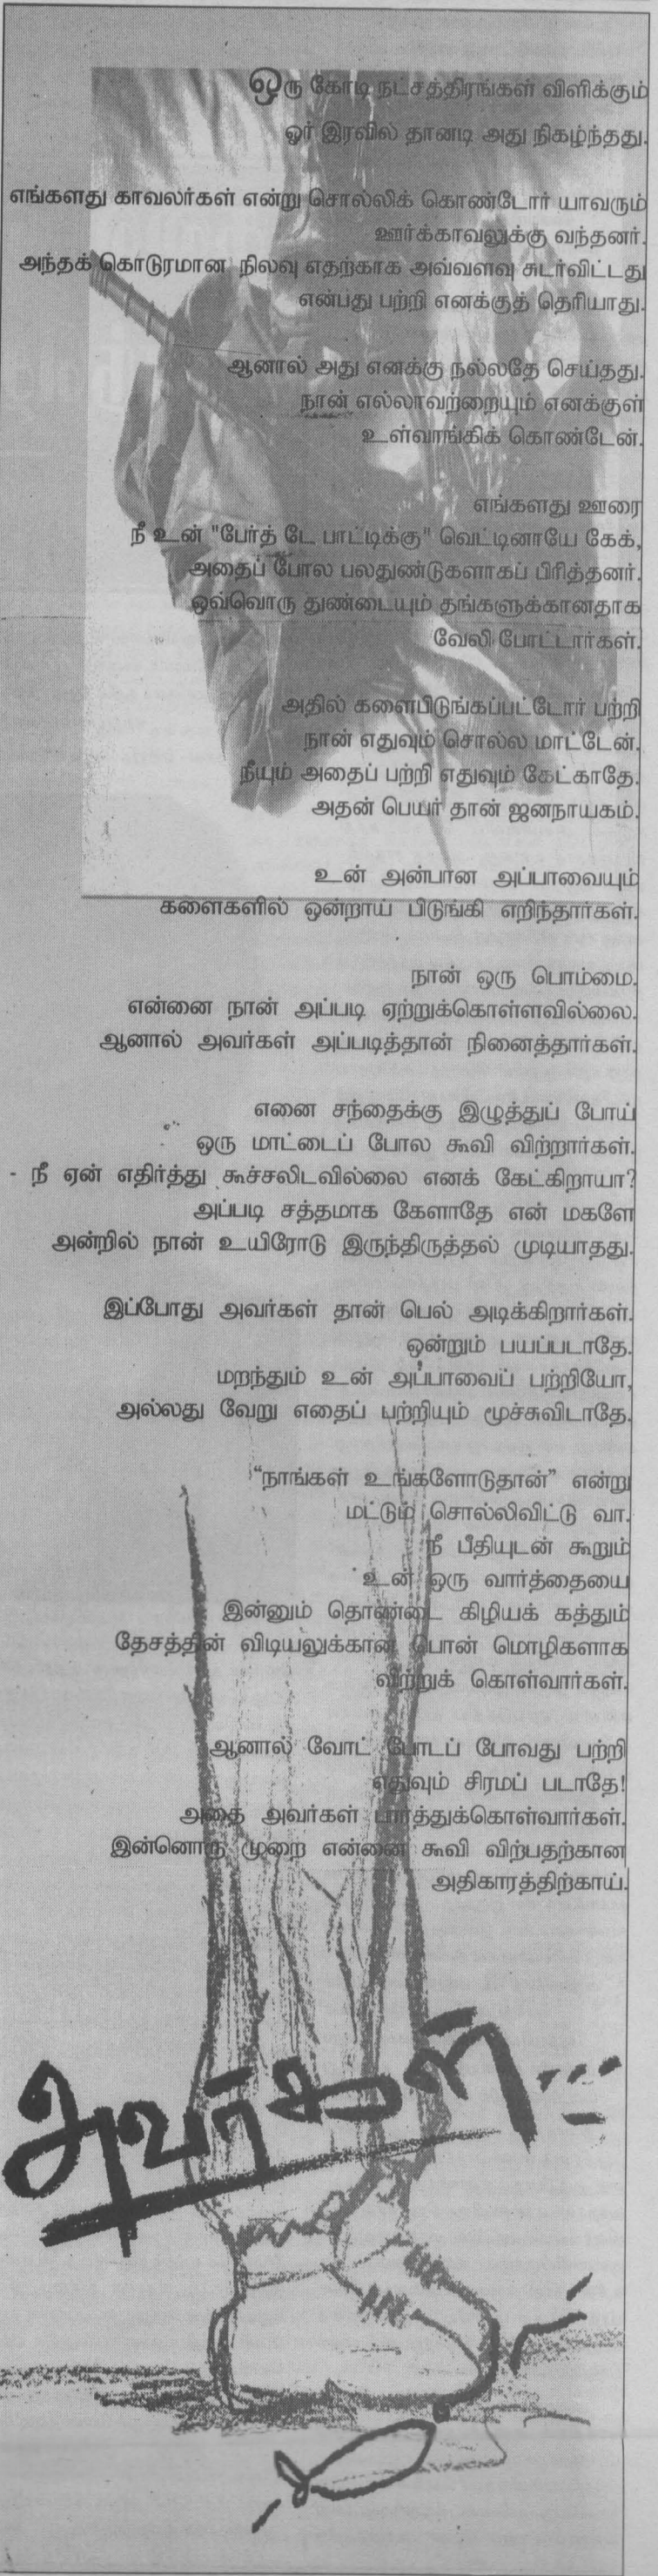 ஒரு கோடி நட்சத்திரங்கள் விளிக்கும்
ஓர் இரவில் தானடி அது நிகழ்ந்தது.
எங்களது காவலர்கள் என்று சொல்லிக் கொண்டோர் யாவரும்
ஊர்க்காவலுக்கு வந்தனர்.
அந்தக் கொடுரமான நிலவு எதற்காக அவ்வளவு சுடர்விட்டது
என்பது பற்றி எனக்குத் தெரியாது.
ஆனால் அது எனக்கு நல்லதே செய்தது.
நான் எல்லாவற்றையும் எனக்குள்
உள்வாங்கிக் கொண்டேன்.
எங்களது ஊரை
நீ உன் "பேர்த் டே பாட்டிக்கு" வெட்டினாயே கேக்,
அதைப் போல பலதுண்டுகளாகப் பிரித்தனர்.
ஒவ்வொரு துண்டையும் தங்களுக்கானதாக
வேலி போட்டார்கள்.
அதில் களைபிடுங்கப்பட்டோர் பற்றி
நான் எதுவும் சொல்ல மாட்டேன்.
நீயும் அதைப் பற்றி எதுவும் கேட்காதே.
அதன் பெயர் தான் ஜனநாயகம்.
உன் அன்பான அப்பாவையும்
களைகளில் ஒன்றாய் பிடுங்கி எறிந்தார்கள்.
நான் ஒரு பொம்மை.
என்னை நான் அப்படி ஏற்றுக்கொள்ளவில்லை.
ஆனால் அவர்கள் அப்படித்தான் நினைத்தார்கள்.
எனை சந்தைக்கு இழுத்துப் போய்
ஒரு மாட்டைப் போல கூவி விற்றார்கள்.
- நீ ஏன் எதிர்த்து கூச்சலிடவில்லை எனக் கேட்கிறாயா?
அப்படி சத்தமாக கேளாதே என் மகளே
அன்றில் நான் உயிரோடு இருந்திருத்தல் முடியாதது.
இப்போது அவர்கள் தான் பெல் அடிக்கிறார்கள்.
ஒன்றும் பயப்படாதே.
மறந்தும் உன் அப்பாவைப் பற்றியோ,
அல்லது வேறு எதைப் பற்றியும் மூச்சுவிடாதே.
“நாங்கள் உங்களோடுதான்” என்று
மட்டும் சொல்லிவிட்டு வா.
நீ பீதியுடன் கூறும்
உன் ஒரு வார்த்தையை
இன்னும் தொண்டை கிழியக் கத்தும்
தேசத்தின் விடியலுக்கான பொன் மொழிகளாக
விற்றுக் கொள்வார்கள்.
ஆனால் வோட் போடப் போவது பற்றி
எதுவும் சிரமப் படாதே!
அதை அவர்கள் பார்த்துக்கொள்வார்கள்.
இன்னொரு முறை என்னை கூவி விற்பதற்கான
அதிகாரத்திற்காய்.
அவர்கள்...